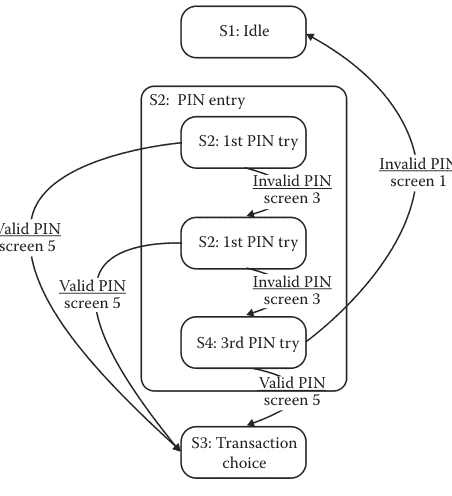 S1: Idle
S2: PIN entry
S2: 1st PIN try
Invalid PIN
screen 3
Invalid PIN
screen 1
S2: 1st PIN try
Valid PIN
screen 5
Valid PIN
screen 5
Invalid PIN
screen 3
S4: 3rd PIN try
Valid PIN
screen 5
S3: Transaction
choice